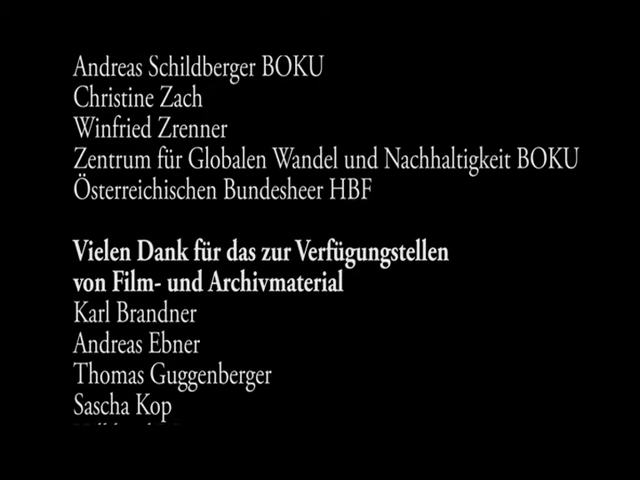 Andreas Schildberger BOKU
Christine Zach
Winfried Zrenner
Zentrum für Globalen Wandel und Nachhaltigkeit BOKU
Österreichischen Bundesheer HBF
Vielen Dank für das zur Verfügungstellen
von Film- und Archivmaterial
Karl Brandner
Andreas Ebner
Thomas Guggenberger
Sascha Kop